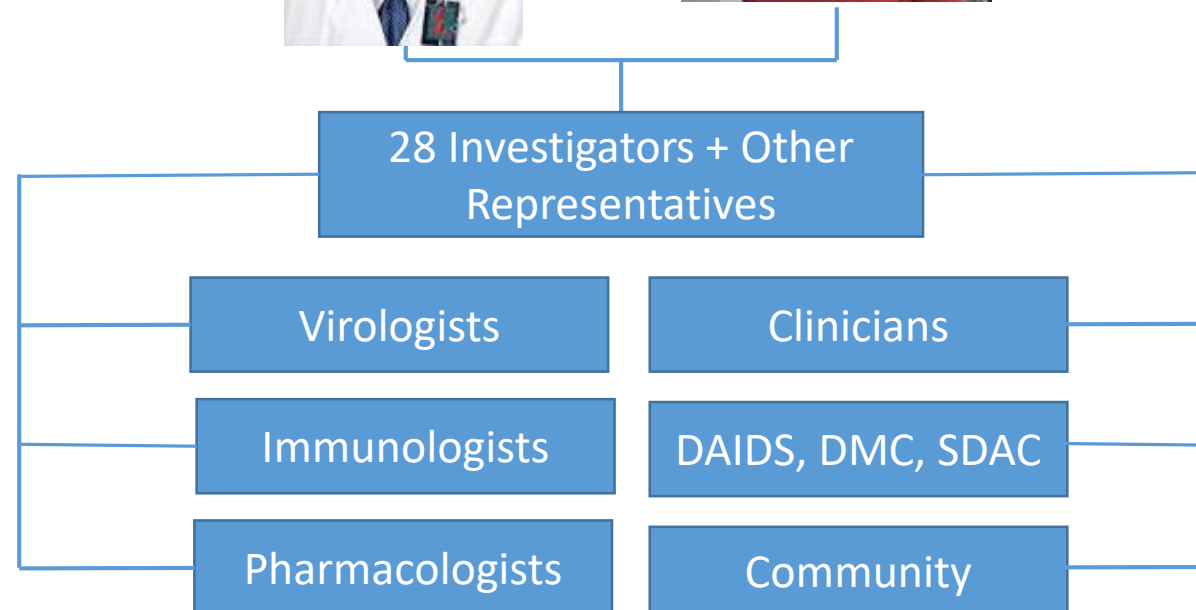 28 Investigators + Other
Representatives
Virologists
Clinicians
Immunologists
DAIDS, DMC, SDAC
Pharmacologists
Community